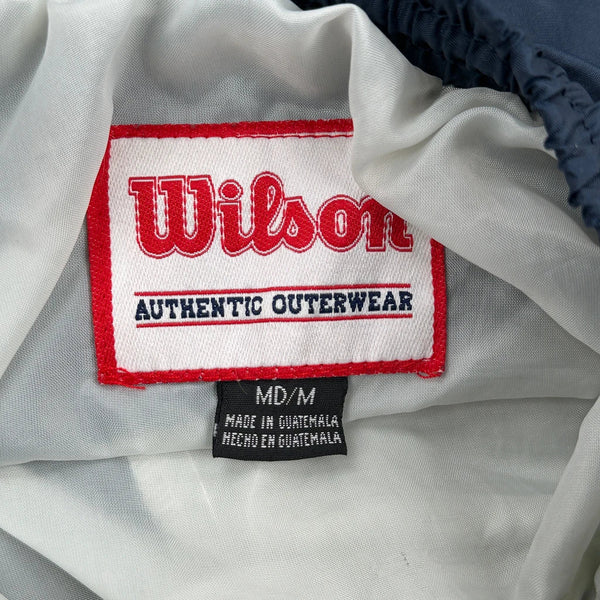 Wilson
AUTHENTIC OUTERWEAR
MD/M
MADE IN GUATEMALA
HECHO EN GUATEMALA